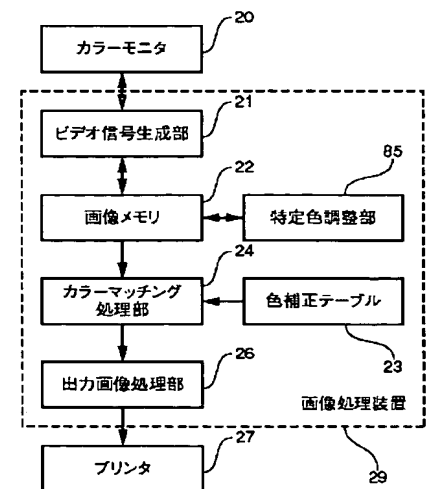 カラーモニタ
20
ビデオ信号生成部
21
画像メモリ
22
特定色調整部
85
カラーマッチング
処理部
24
色補正テーブル
23
出力画像処理部
26
画像処理装置
29
プリンタ
27